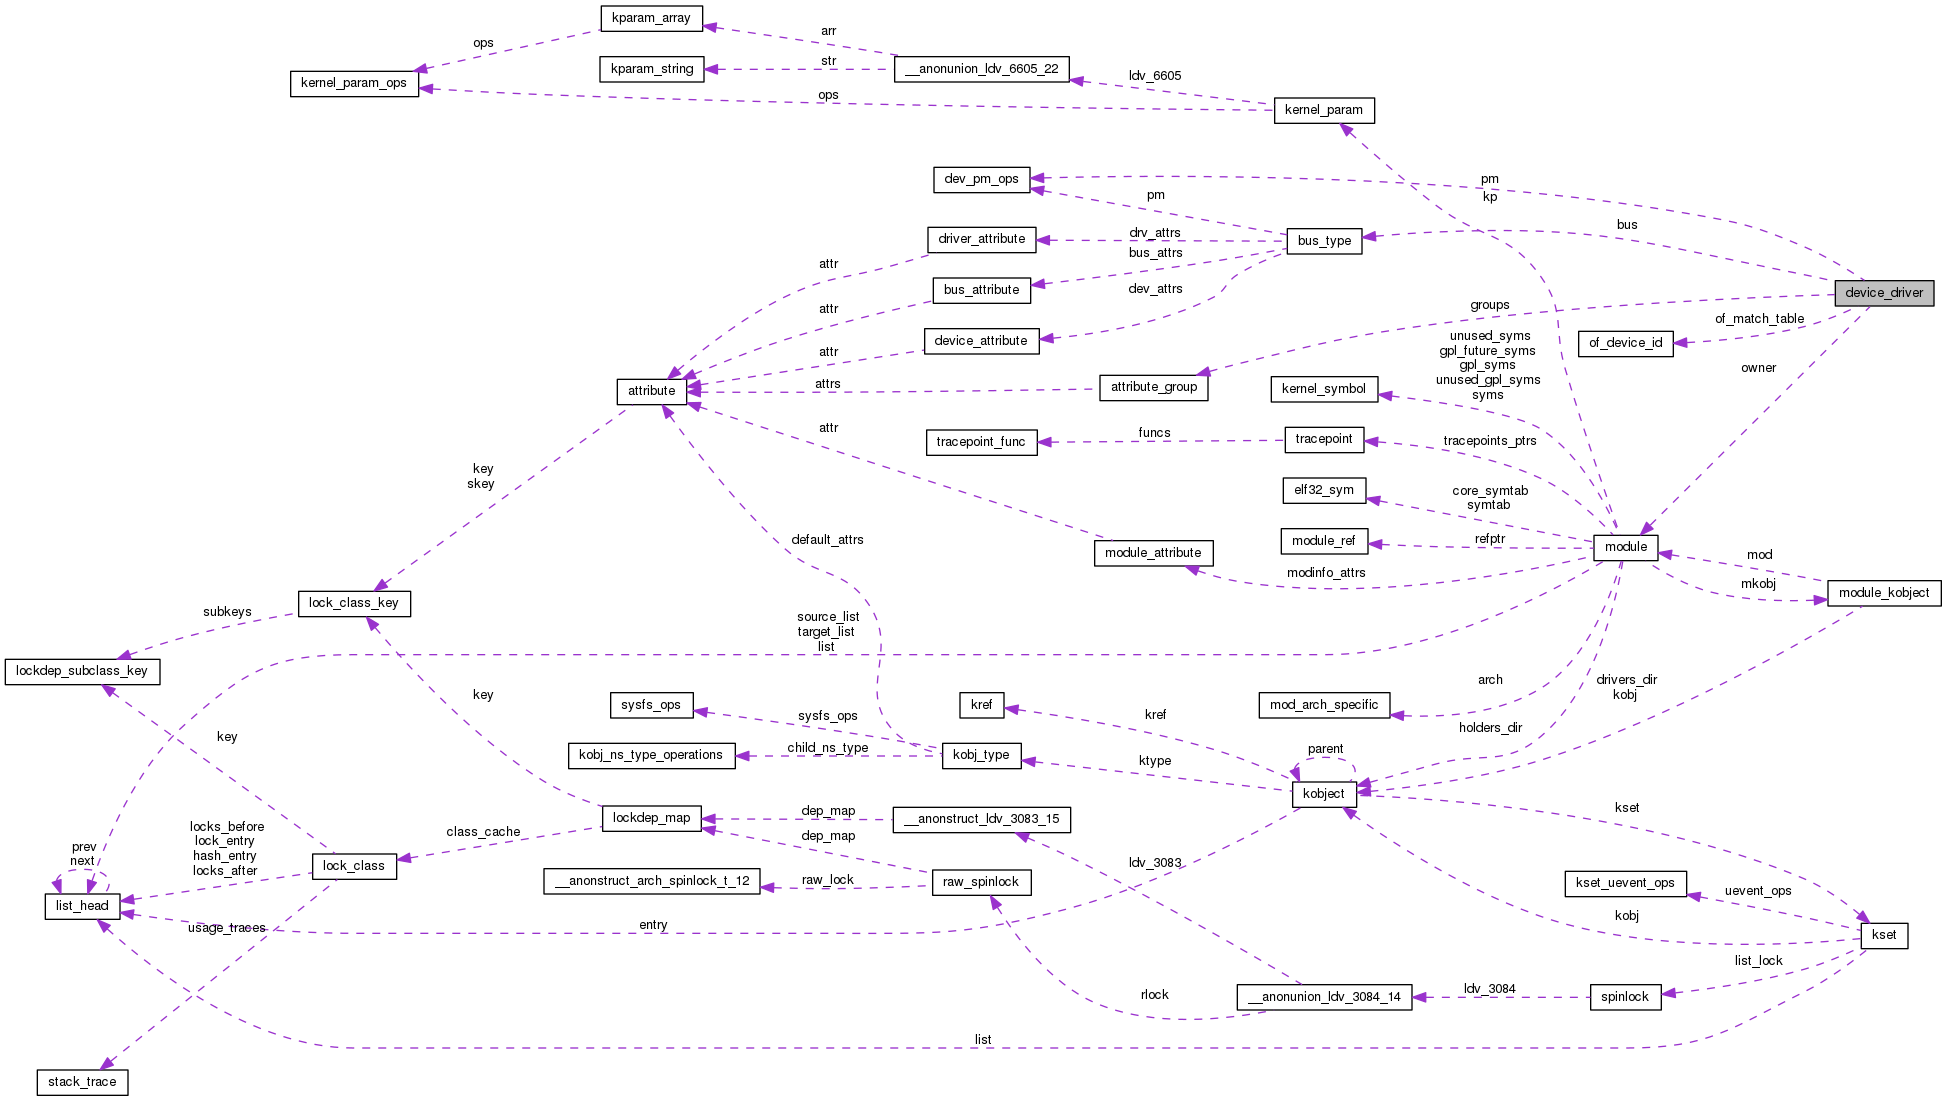 kparam_array
arr
ops
str
kparam_string
__anonunion_ldv_6605_22
ldv_6605
kernel_param_ops
ops
kernel_param
dev_pm_ops
pm
pm
kp
bus
driver_attribute
drv_attrs
bus_type
bus_attrs
attr
bus_attribute
dev_attrs
device_driver
attr
groups
of_match_table
device_attribute
unused_syms
gpl_future_syms
gpl_syms
unused_gpl_syms
syms
of_device_id
attr
owner
attribute
attrs
attribute_group
kernel_symbol
attr
tracepoint_func
funcs
tracepoint
tracepoints_ptrs
key
skey
elf32_sym
core_symtab
symtab
default_attrs
module_attribute
module_ref
refptr
module
mod
modinfo_attrs
mkobj
module_kobject
lock_class_key
subkeys
source_list
target_list
list
lockdep_subclass_key
key
sysfs_ops
sysfs_ops
kref
kref
mod_arch_specific
arch
drivers_dir
kobj
holders_dir
key
kobj_ns_type_operations
child_ns_type
kobj_type
ktype
parent
kobject
kset
lockdep_map
dep_map
__anonstruct_ldv_3083_15
class_cache
dep_map
locks_before
lock_entry
hash_entry
locks_after
prev
next
lock_class
ldv_3083
__anonstruct_arch_spinlock_t_12
raw_lock
raw_spinlock
kset_uevent_ops
uevent_ops
list_head
usage_traces
entry
kobj
kset
list_lock
rlock
__anonunion_ldv_3084_14
ldv_3084
spinlock
list
stack_trace